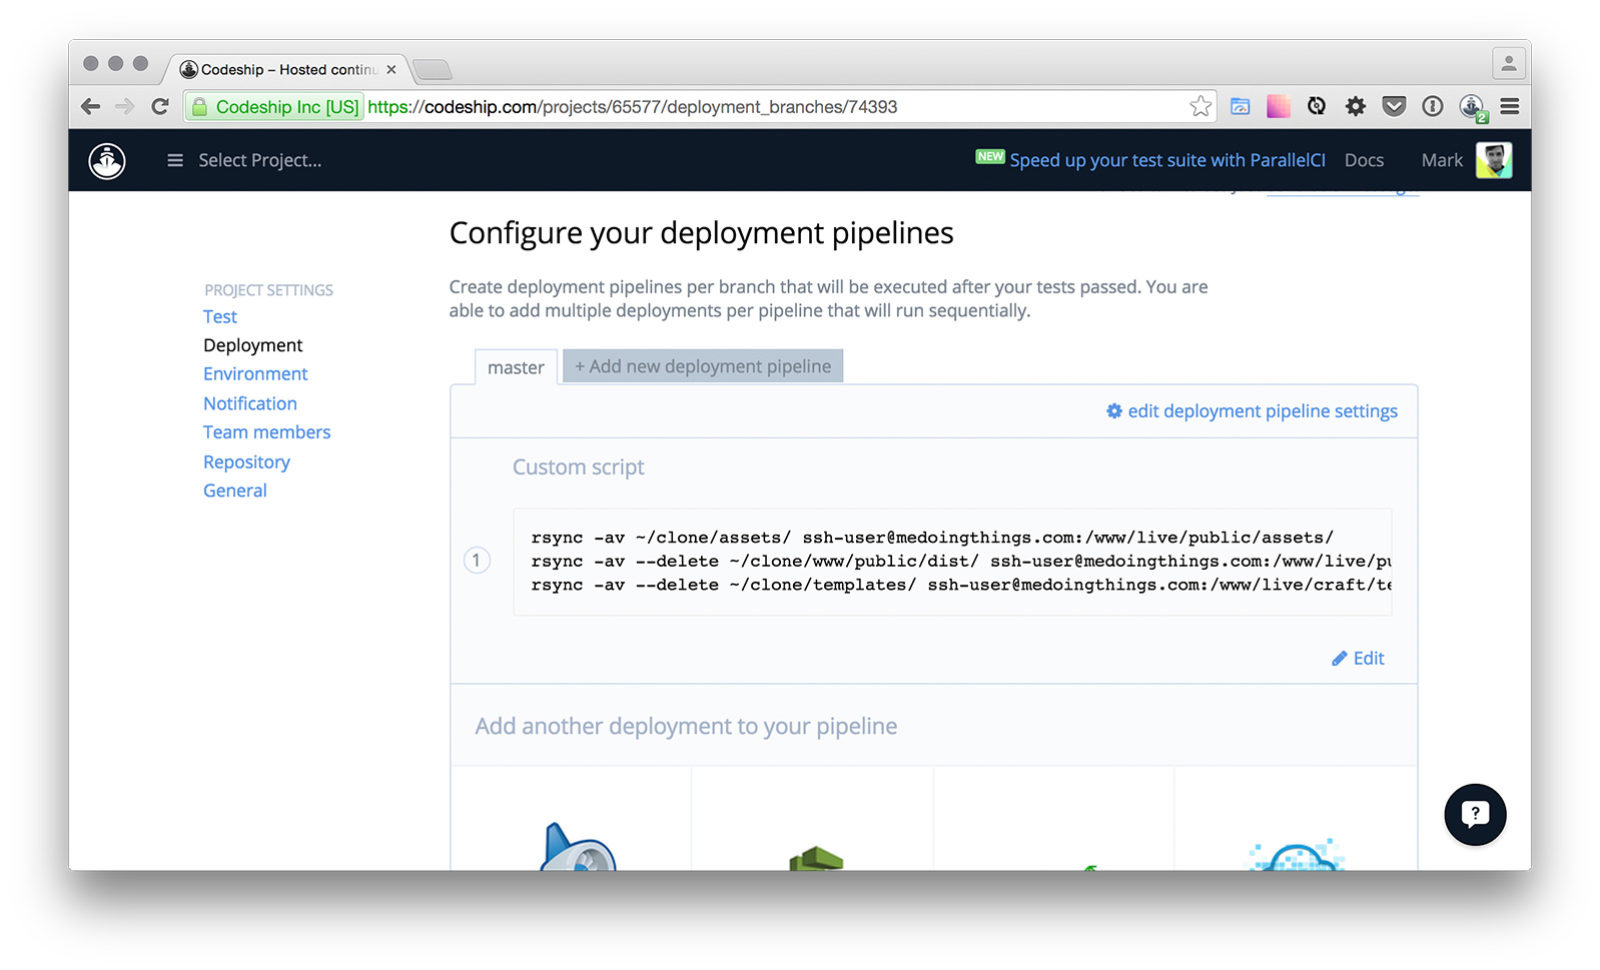 Codeship – Hosted continu
Codeship Inc [US] https://codeship.com/projects/65577/deployment_branches/74393
2
Select Project...
NEW Speed up your test suite with ParallelCI
Docs
Mark
Configure your deployment pipelines
Create deployment pipelines per branch that will be executed after your tests passed. You are
able to add multiple deployments per pipeline that will run sequentially.
PROJECT SETTINGS
Test
Deployment
Environment
Notification
Team members
Repository
General
master
+ Add new deployment pipeline
edit deployment pipeline settings
Custom script
1
rsync -av ~/clone/assets/ ssh-user@medoingthings.com:/www/live/public/assets/
rsync -av --delete ~/clone/www/public/dist/ ssh-user@medoingthings.com:/www/live/pu
rsync -av --delete ~/clone/templates/ ssh-user@medoingthings.com:/www/live/craft/te
Edit
Add another deployment to your pipeline
?